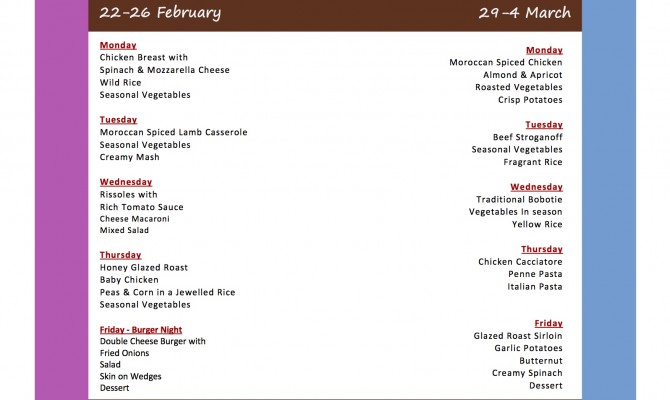 22-26 February
Monday
Chicken Breast with
Spinach & Mozzarella Cheese
Wild Rice
Seasonal Vegetables
Tuesday
Moroccan Spiced Lamb Casserole
Seasonal Vegetables
Creamy Mash
Wednesday
Rissoles with
Rich Tomato Sauce
Cheese Macaroni
Mixed Salad
Thursday
Honey Glazed Roast
Baby Chicken
Peas & Corn in a Jewelled Rice
Seasonal Vegetables
Friday - Burger Night
Double Cheese Burger with
Fried Onions
Salad
Skin on Wedges
Dessert
29-4 March
Monday
Moroccan Spiced Chicken
Almond & Apricot
Roasted Vegetables
Crisp Potatoes
Tuesday
Beef Stroganoff
Seasonal Vegetables
Fragrant Rice
Wednesday
Traditional Bobotie
Vegetables In season
Yellow Rice
Thursday
Chicken Cacciatore
Penne Pasta
Italian Pasta
Friday
Glazed Roast Sirloin
Garlic Potatoes
Butternut
Creamy Spinach
Dessert